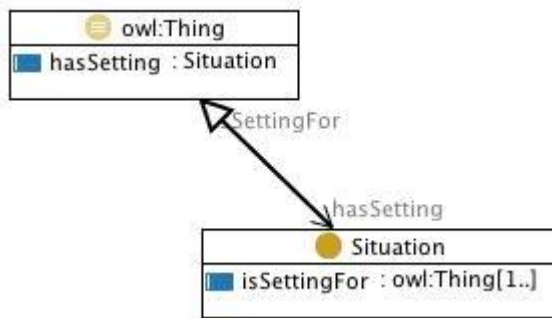 owl:Thing
hasSetting : Situation
SettingFor
hasSetting
Situation
isSettingFor : owl:Thing[1..]